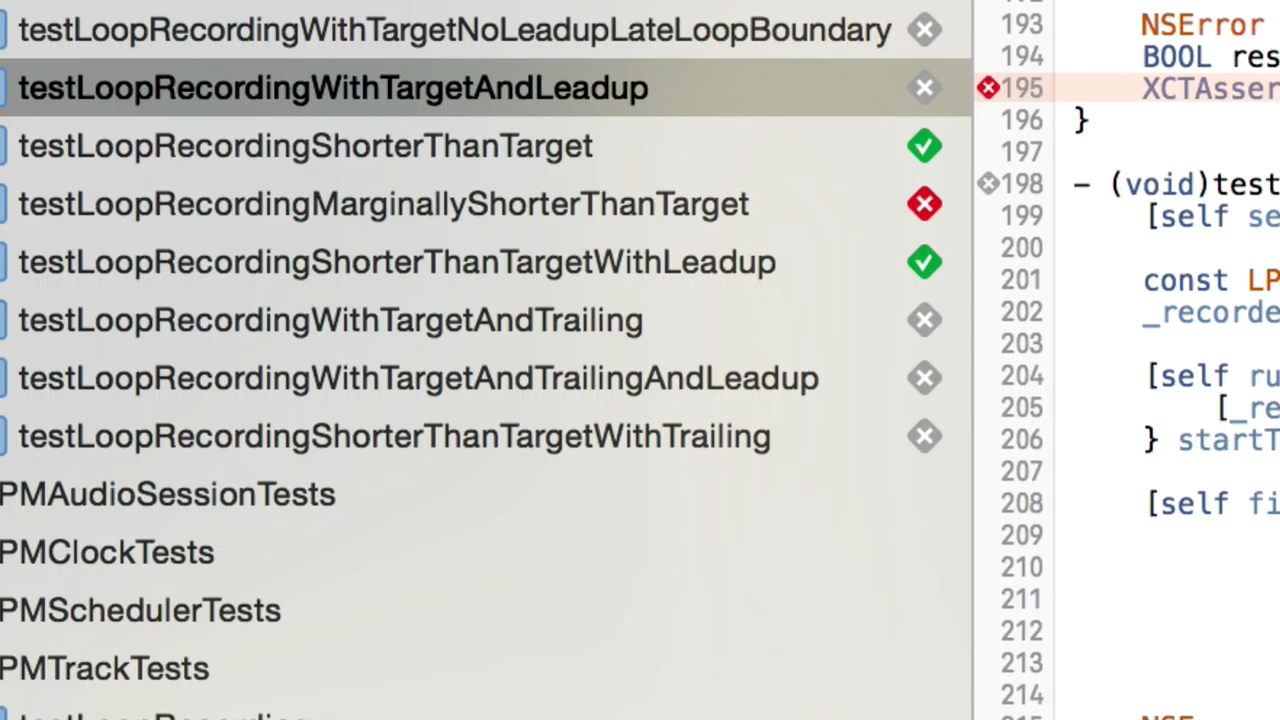 testLoopRecordingWithTargetNoLeadupLateLoopBoundary
testLoopRecordingWithTargetAndLeadup
testLoopRecordingShorterThanTarget
testLoopRecordingMarginallyShorterThanTarget
testLoopRecordingShorterThanTargetWithLeadup
testLoopRecordingWithTargetAndTrailing
testLoopRecordingWithTargetAndTrailingAndLeadup
testLoopRecordingShorterThanTargetWithTrailing
PMAudioSessionTests
PMClockTests
PMSchedulerTests
PMTrackTests
testLoopRecording
193 NSError
194 BOOL res
195 XCTAsser
196 }
197
198 - (void)test
199 [self se
200
201 const LP
202 _recorde
203
204 [self ru
205 [_re
206 } startT
207
208 [self fi
209
210
211
212
213
214
NSE